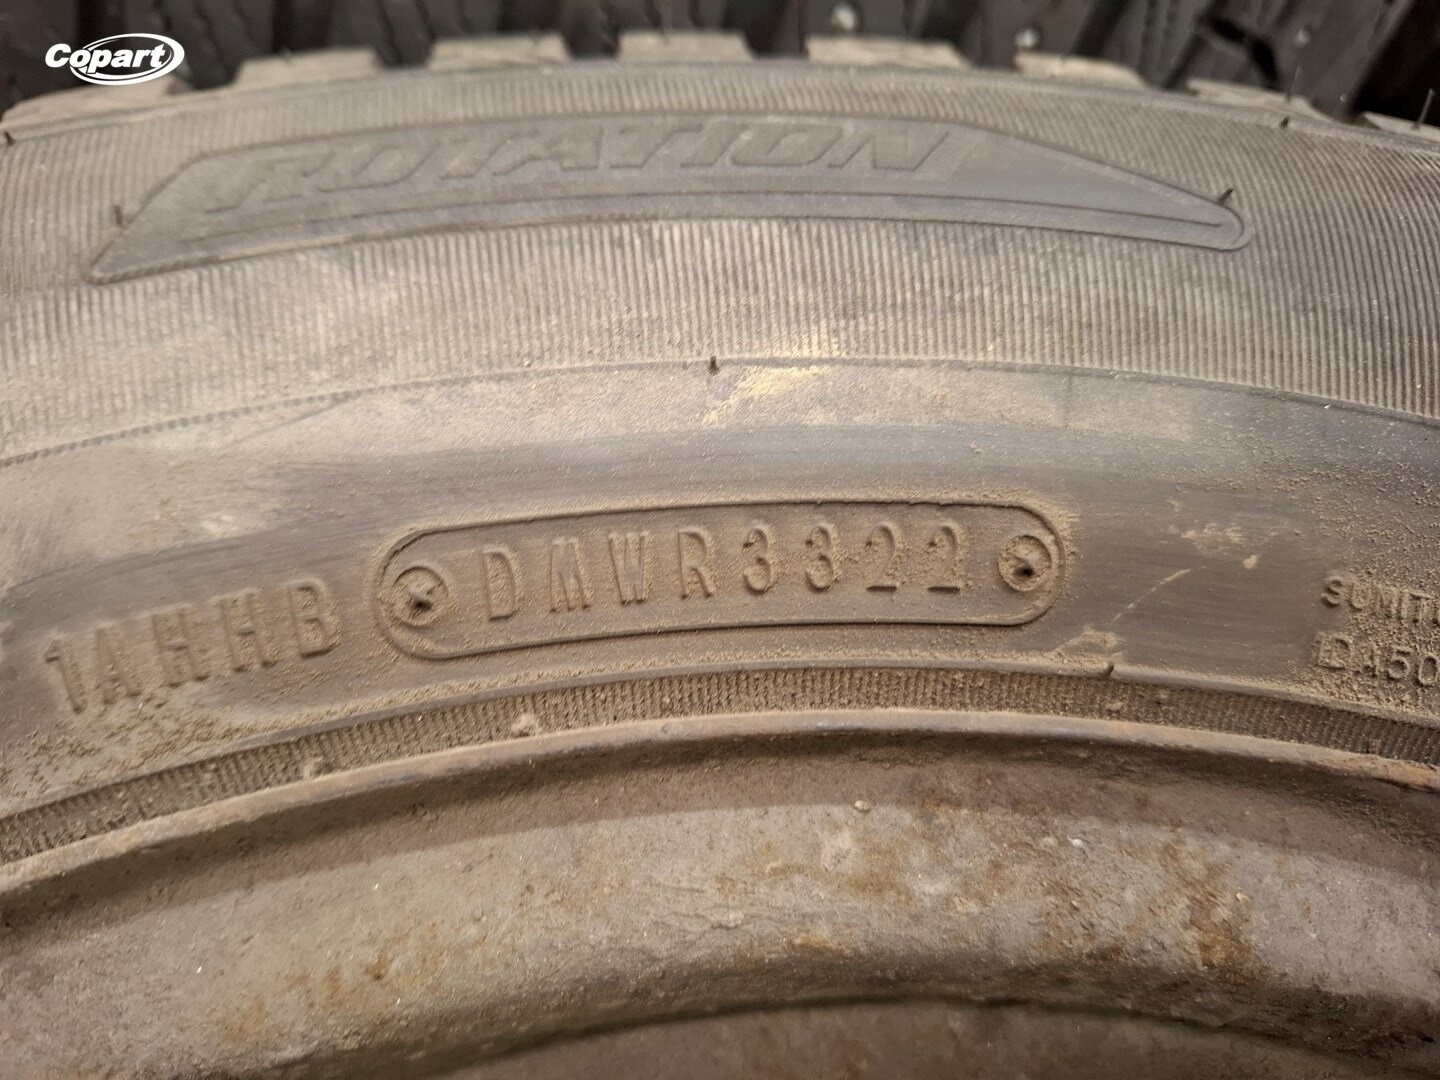 Copart
ROTATION
1AHHB DMWR3322